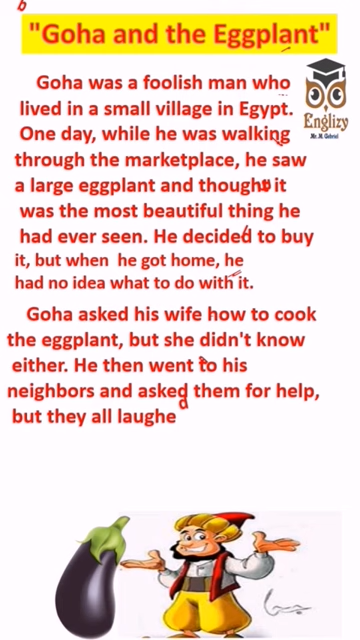 "Goha and the Eggplant"
Englizy
Mr. M. Gabriel
Goha was a foolish man who
lived in a small village in Egypt.
One day, while he was walking
through the marketplace, he saw
a large eggplant and thought it
was the most beautiful thing he
had ever seen. He decided to buy
it, but when he got home, he
had no idea what to do with it.
Goha asked his wife how to cook
the eggplant, but she didn't know
either. He then went to his
neighbors and asked them for help,
but they all laughe